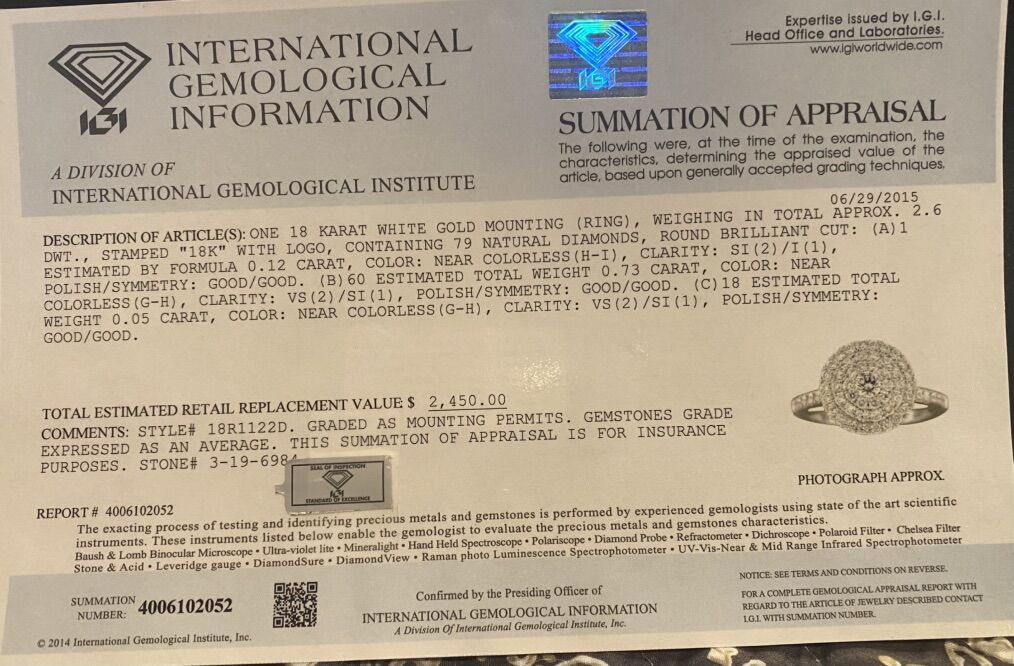 INTERNATIONAL
GEMOLOGICAL
INFORMATION
IGI
A DIVISION OF
INTERNATIONAL GEMOLOGICAL INSTITUTE
IGI
Expertise issued by I.G.I.
Head Office and Laboratories.
www.igiworldwide.com
SUMMATION OF APPRAISAL
The following were, at the time of the examination, the
characteristics, determining the appraised value of the
article, based upon generally accepted grading techniques.
06/29/2015
DESCRIPTION OF ARTICLE(S): ONE 18 KARAT WHITE GOLD MOUNTING (RING), WEIGHING IN TOTAL APPROX. 2.6
DWT., STAMPED "18K" WITH LOGO, CONTAINING 79 NATURAL DIAMONDS, ROUND BRILLIANT CUT: (A)1
ESTIMATED BY FORMULA 0.12 CARAT, COLOR: NEAR COLORLESS(H-I), CLARITY: SI(2)/I(1),
POLISH/SYMMETRY: GOOD/GOOD. (B)60 ESTIMATED TOTAL WEIGHT 0.73 CARAT, COLOR: NEAR
COLORLESS(G-H), CLARITY: VS(2)/SI(1), POLISH/SYMMETRY: GOOD/GOOD. (C)18 ESTIMATED TOTAL
WEIGHT 0.05 CARAT, COLOR: NEAR COLORLESS(G-H), CLARITY: VS(2)/SI(1), POLISH/SYMMETRY:
GOOD/GOOD.
TOTAL ESTIMATED RETAIL REPLACEMENT VALUE: $ 2,450.00
COMMENTS: STYLE# 18R1122D. GRADED AS MOUNTING PERMITS. GEMSTONES GRADE
EXPRESSED AS AN AVERAGE. THIS SUMMATION OF APPRAISAL IS FOR INSURANCE
PURPOSES. STONE# 3-19-6984
SEAL OF INSPECTION
IGI
STANDARD OF EXCELLENCE
PHOTOGRAPH APPROX.
REPORT # 4006102052
The exacting process of testing and identifying precious metals and gemstones is performed by experienced gemologists using state of the art scientific
instruments. These instruments listed below enable the gemologist to evaluate the precious metals and gemstones characteristics.
Baush & Lomb Binocular Microscope • Ultra-violet lite • Mineralight • Hand Held Spectroscope • Polariscope • Diamond Probe • Refractometer • Dichroscope • Polaroid Filter • Chelsea Filter
Stone & Acid • Leveridge gauge • DiamondSure • DiamondView • Raman photo Luminescence Spectrophotometer • UV-Vis-Near & Mid Range Infrared Spectrophotometer
SUMMATION
NUMBER: 4006102052
© 2014 International Gemological Institute, Inc.
Confirmed by the Presiding Officer of
INTERNATIONAL GEMOLOGICAL INFORMATION
A Division Of International Gemological Institute, Inc.
NOTICE: SEE TERMS AND CONDITIONS ON REVERSE.
FOR A COMPLETE GEMOLOGICAL APPRAISAL REPORT WITH
REGARD TO THE ARTICLE OF JEWELRY DESCRIBED CONTACT
I.G.I. WITH SUMMATION NUMBER.